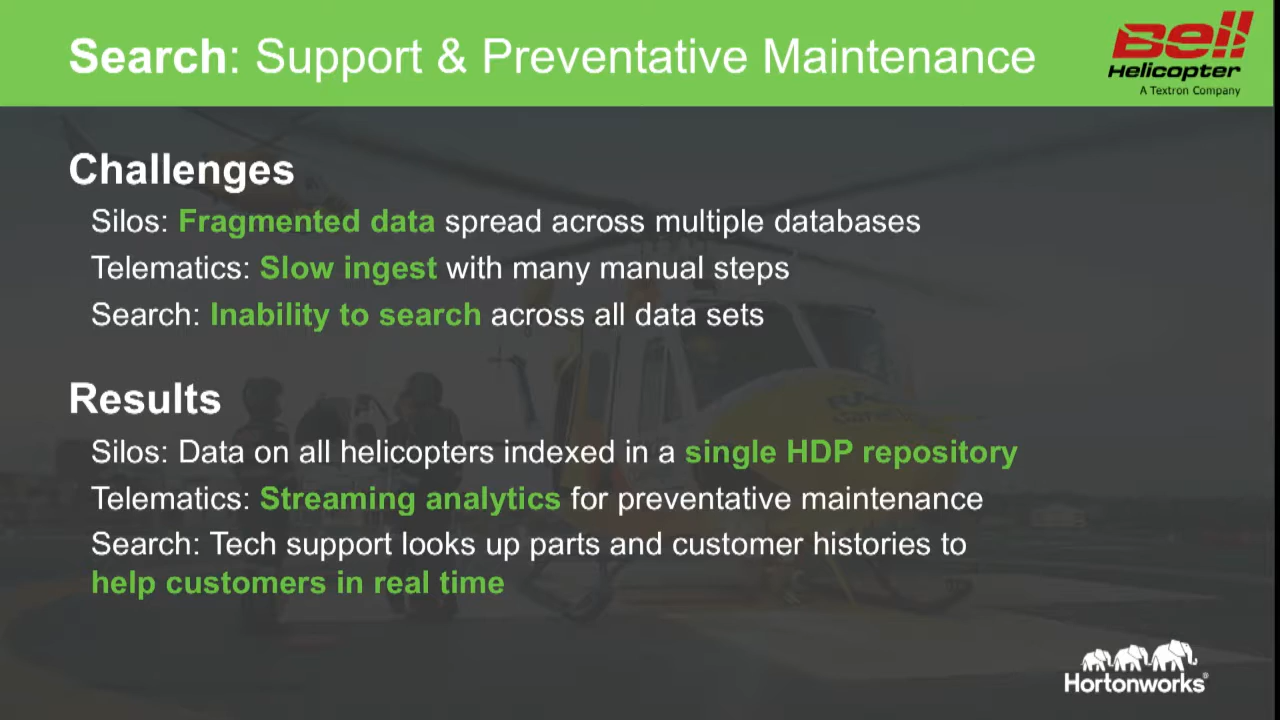 Search: Support & Preventative Maintenance
Bell
Helicopter
A Textron Company
Challenges
Silos: Fragmented data spread across multiple databases
Telematics: Slow ingest with many manual steps
Search: Inability to search across all data sets
Results
Silos: Data on all helicopters indexed in a single HDP repository
Telematics: Streaming analytics for preventative maintenance
Search: Tech support looks up parts and customer histories to
help customers in real time
Hortonworks®